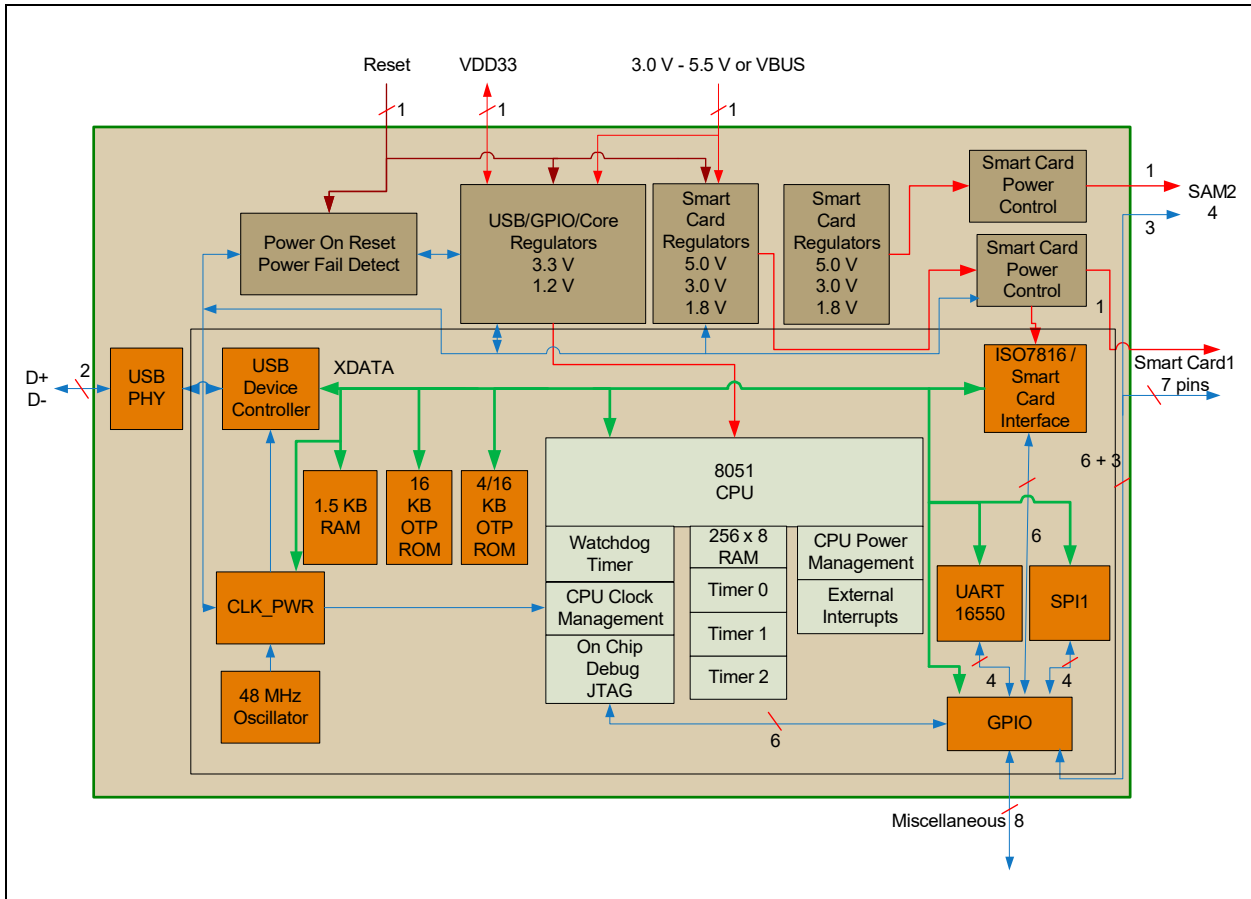 Reset
VDD33
3.0 V - 5.5 V or VBUS
1
1
1
Smart Card
Power
Control
1
SAM2
4
3
Power On Reset
Power Fail Detect
USB/GPIO/Core
Regulators
3.3 V
1.2 V
Smart
Card
Regulators
5.0 V
3.0 V
1.8 V
Smart
Card
Regulators
5.0 V
3.0 V
1.8 V
Smart Card
Power
Control
1
D+
D-
2
USB
PHY
USB
Device
Controller
XDATA
ISO7816 /
Smart
Card
Interface
Smart Card1
7 pins
1.5 KB
RAM
16
KB
OTP
ROM
4/16
KB
OTP
ROM
8051
CPU
6 + 3
6
Watchdog
Timer
256 x 8
RAM
CPU Power
Management
CLK_PWR
CPU Clock
Management
Timer 0
External
Interrupts
UART
16550
SPI1
On Chip
Debug
JTAG
Timer 1
Timer 2
4
4
48 MHz
Oscillator
6
GPIO
Miscellaneous
8